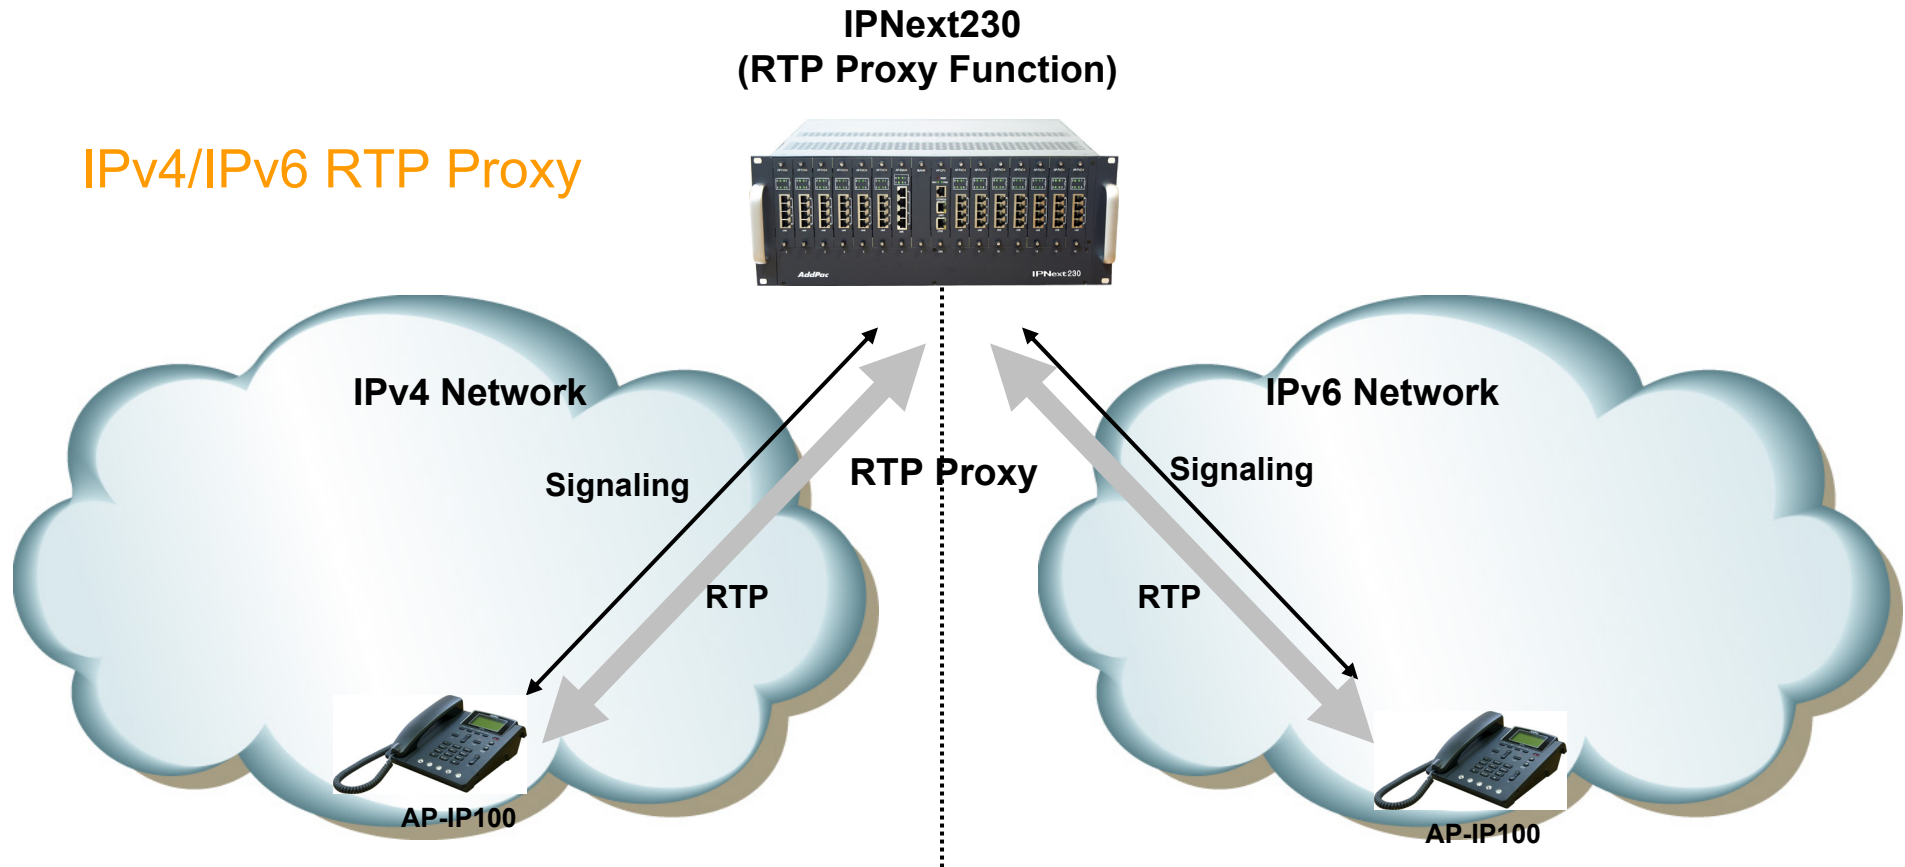 IPNext230
(RTP Proxy Function)
IPv4/IPv6 RTP Proxy
AddPac
IPNext230
IPv4 Network
IPv6 Network
Signaling
RTP Proxy
Signaling
RTP
RTP
AP-IP100
AP-IP100